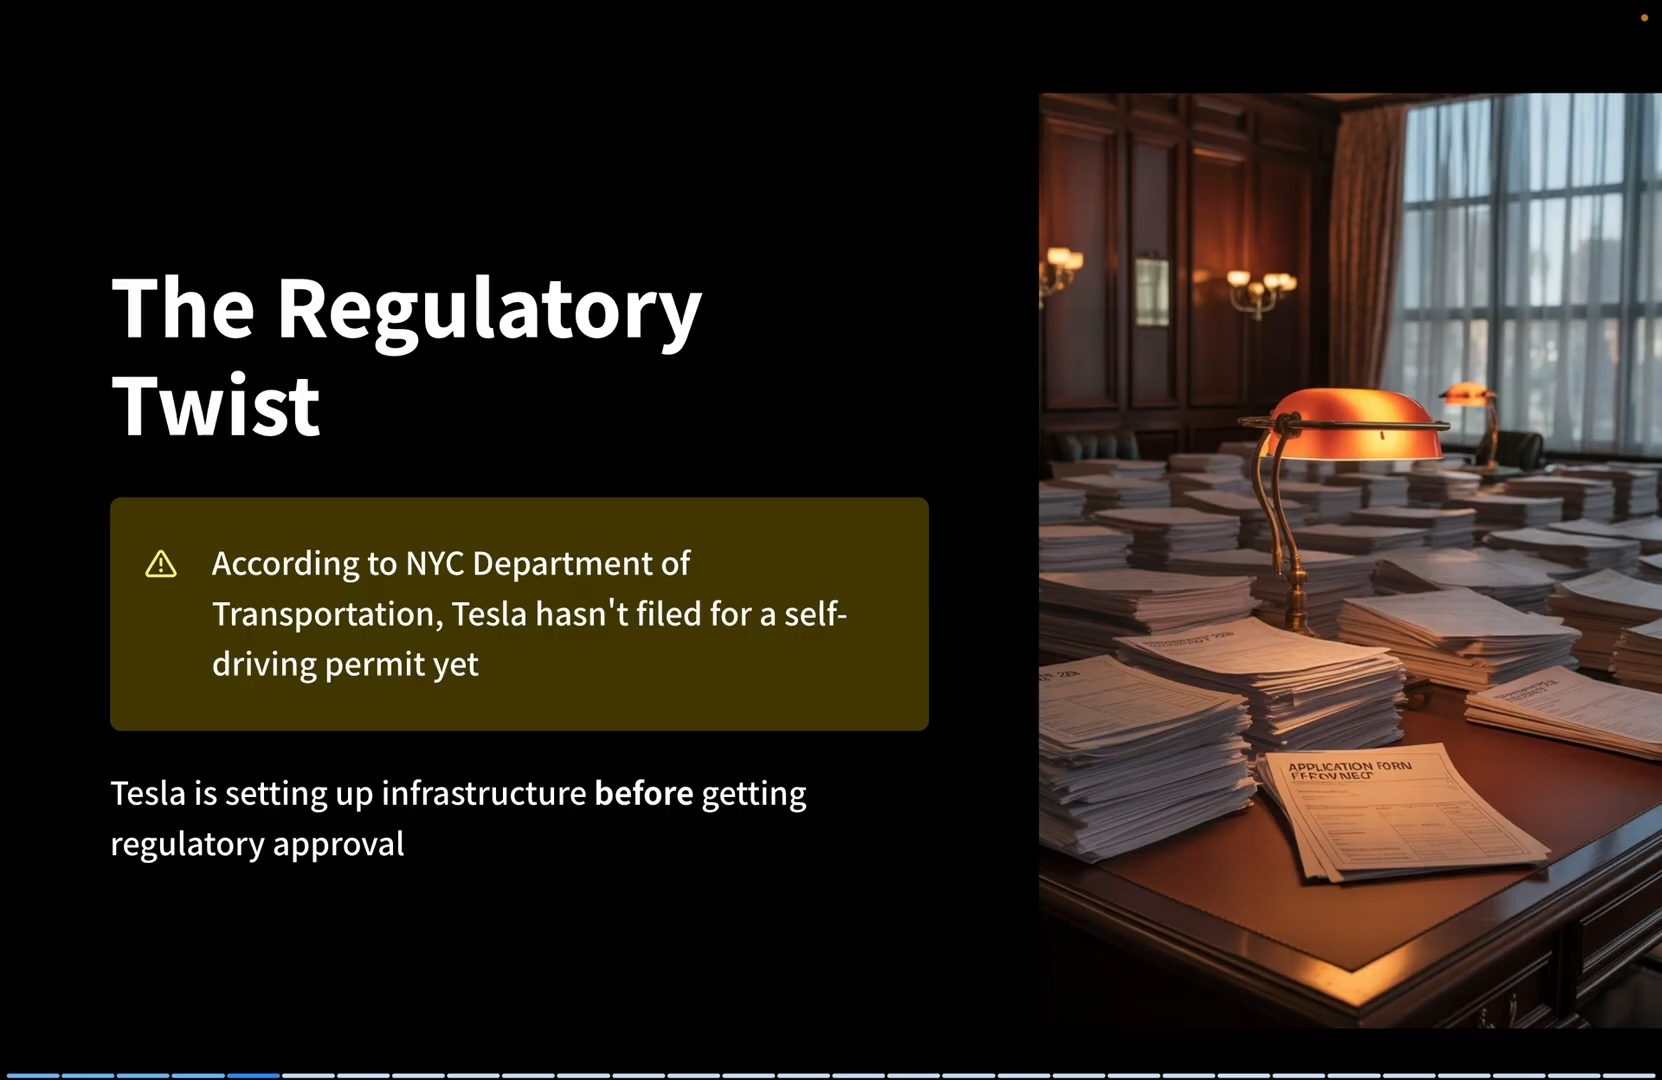 The Regulatory
Twist
According to NYC Department of
Transportation, Tesla hasn't filed for a self-
driving permit yet
Tesla is setting up infrastructure before getting
regulatory approval
APPLICATION FORN